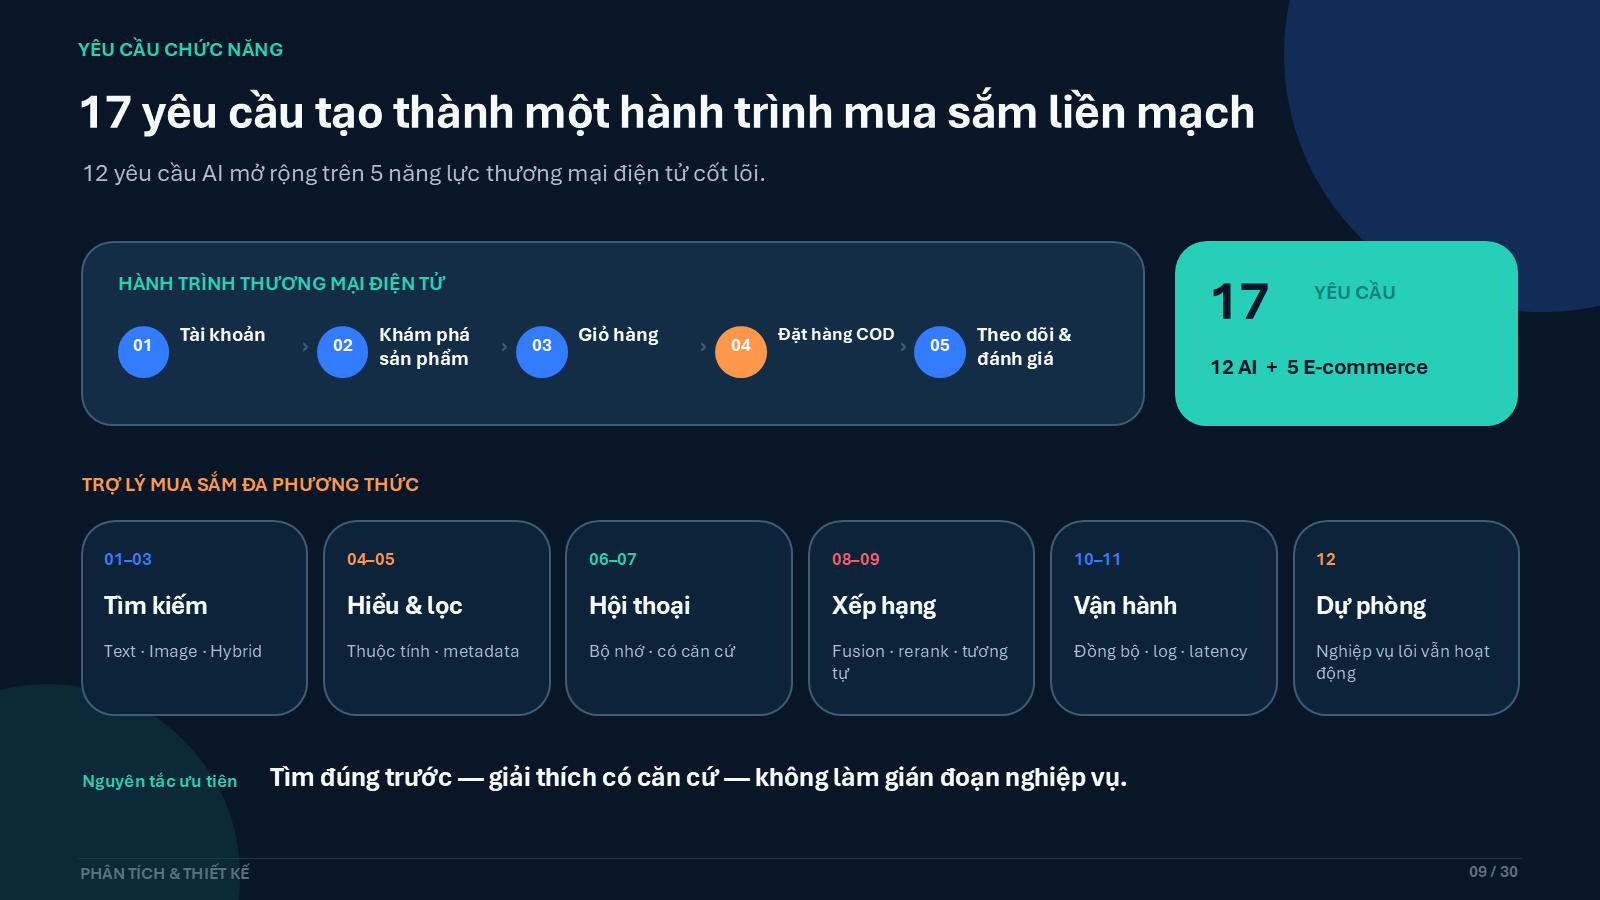 YÊU CẦU CHỨC NĂNG
17 yêu cầu tạo thành một hành trình mua sắm liền mạch
12 yêu cầu AI mở rộng trên 5 năng lực thương mại điện tử cốt lõi.
HÀNH TRÌNH THƯƠNG MẠI ĐIỆN TỬ
01 Tài khoản
›
02 Khám phá
sản phẩm
›
03 Giỏ hàng
›
04 Đặt hàng COD
›
05 Theo dõi &
đánh giá
17 YÊU CẦU
12 AI + 5 E-commerce
TRỢ LÝ MUA SẮM ĐA PHƯƠNG THỨC
01–03
Tìm kiếm
Text · Image · Hybrid
04–05
Hiểu & lọc
Thuộc tính · metadata
06–07
Hội thoại
Bộ nhớ · có căn cứ
08–09
Xếp hạng
Fusion · rerank · tương
tự
10–11
Vận hành
Đồng bộ · log · latency
12
Dự phòng
Nghiệp vụ lõi vẫn hoạt
động
Nguyên tắc ưu tiên
Tìm đúng trước — giải thích có căn cứ — không làm gián đoạn nghiệp vụ.
PHÂN TÍCH & THIẾT KẾ
09 / 30